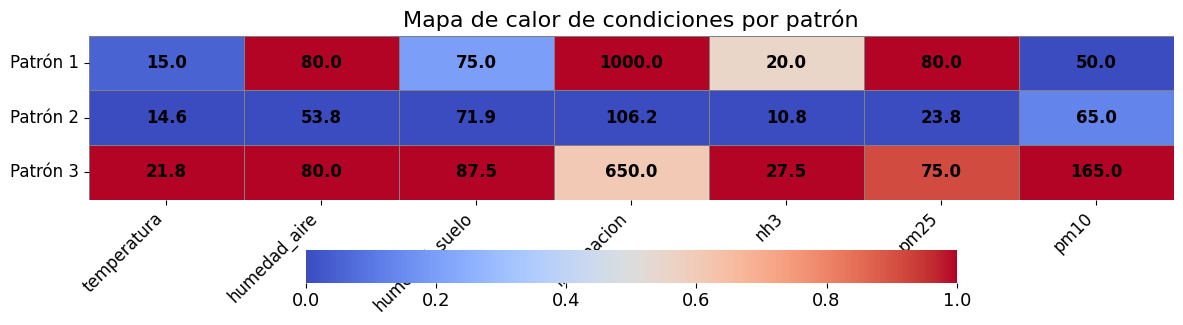 Mapa de calor de condiciones por patrón
Patrón 1 15.0 80.0 75.0 1000.0 20.0 80.0 50.0
Patrón 2 14.6 53.8 71.9 106.2 10.8 23.8 65.0
Patrón 3 21.8 80.0 87.5 650.0 27.5 75.0 165.0
temperatura humedad_aire nh3 pm25 pm10
0.0 0.2 0.4 0.6 0.8 1.0